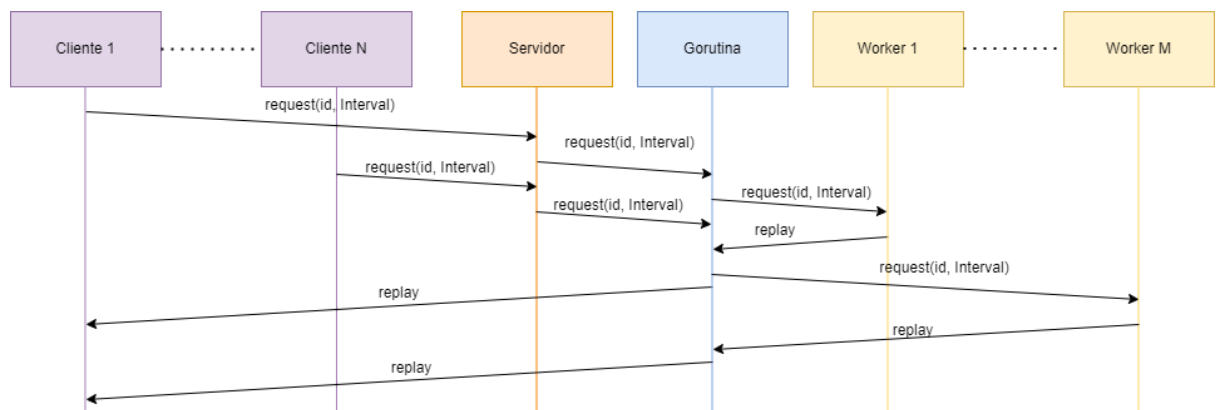 Cliente 1
Cliente N
Servidor
Gorutina
Worker 1
Worker M
request(id, Interval)
request(id, Interval)
request(id, Interval)
request(id, Interval)
request(id, Interval)
replay
request(id, Interval)
replay
replay
replay